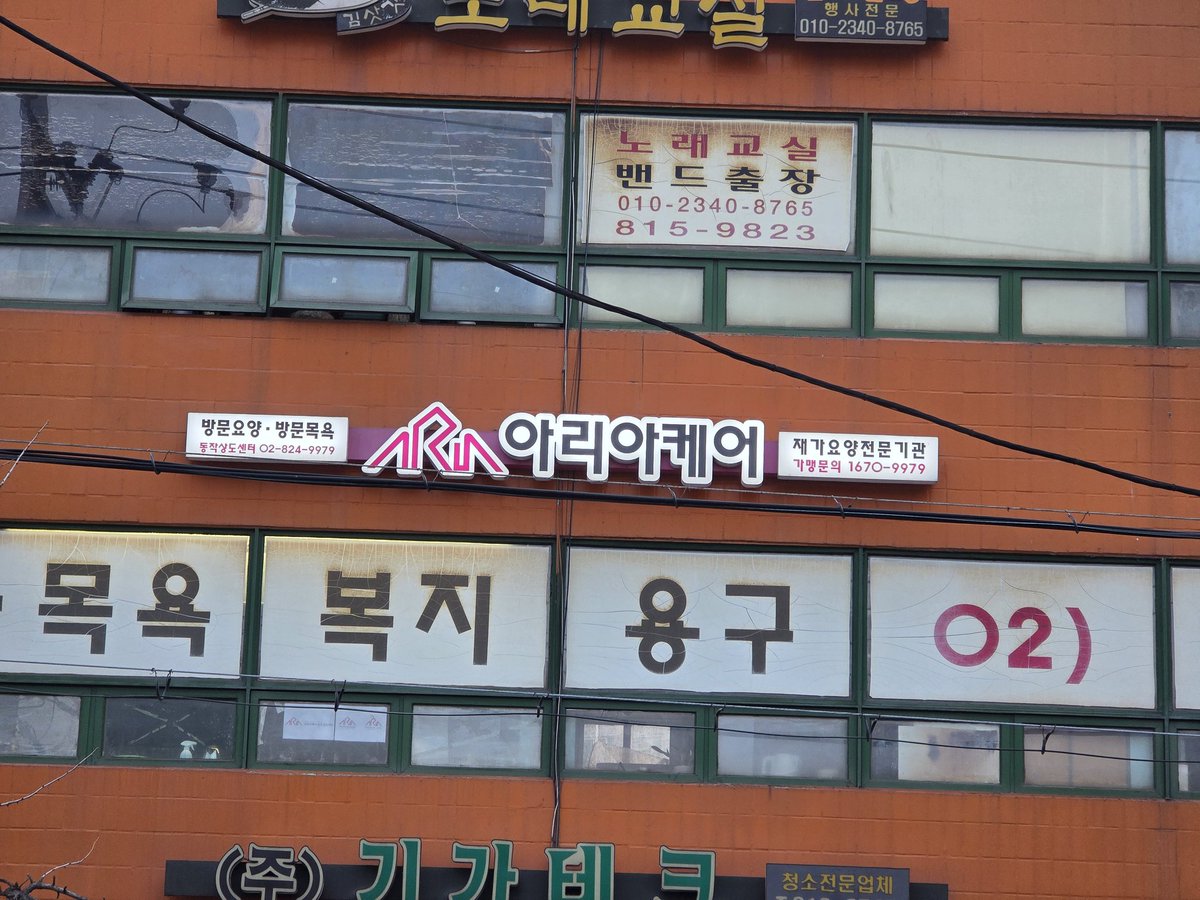 김삿갓
노래교실
행사전문
010-2340-8765
노래교실
밴드출장
010-2340-8765
815-9823
방문요양·방문목욕
동작상도센터 02-824-9979
ARIA
아리아케어
재가요양전문기관
가맹문의 1670-9979
목욕 복지 용구 02)
(주)기가테크
청소전문업체